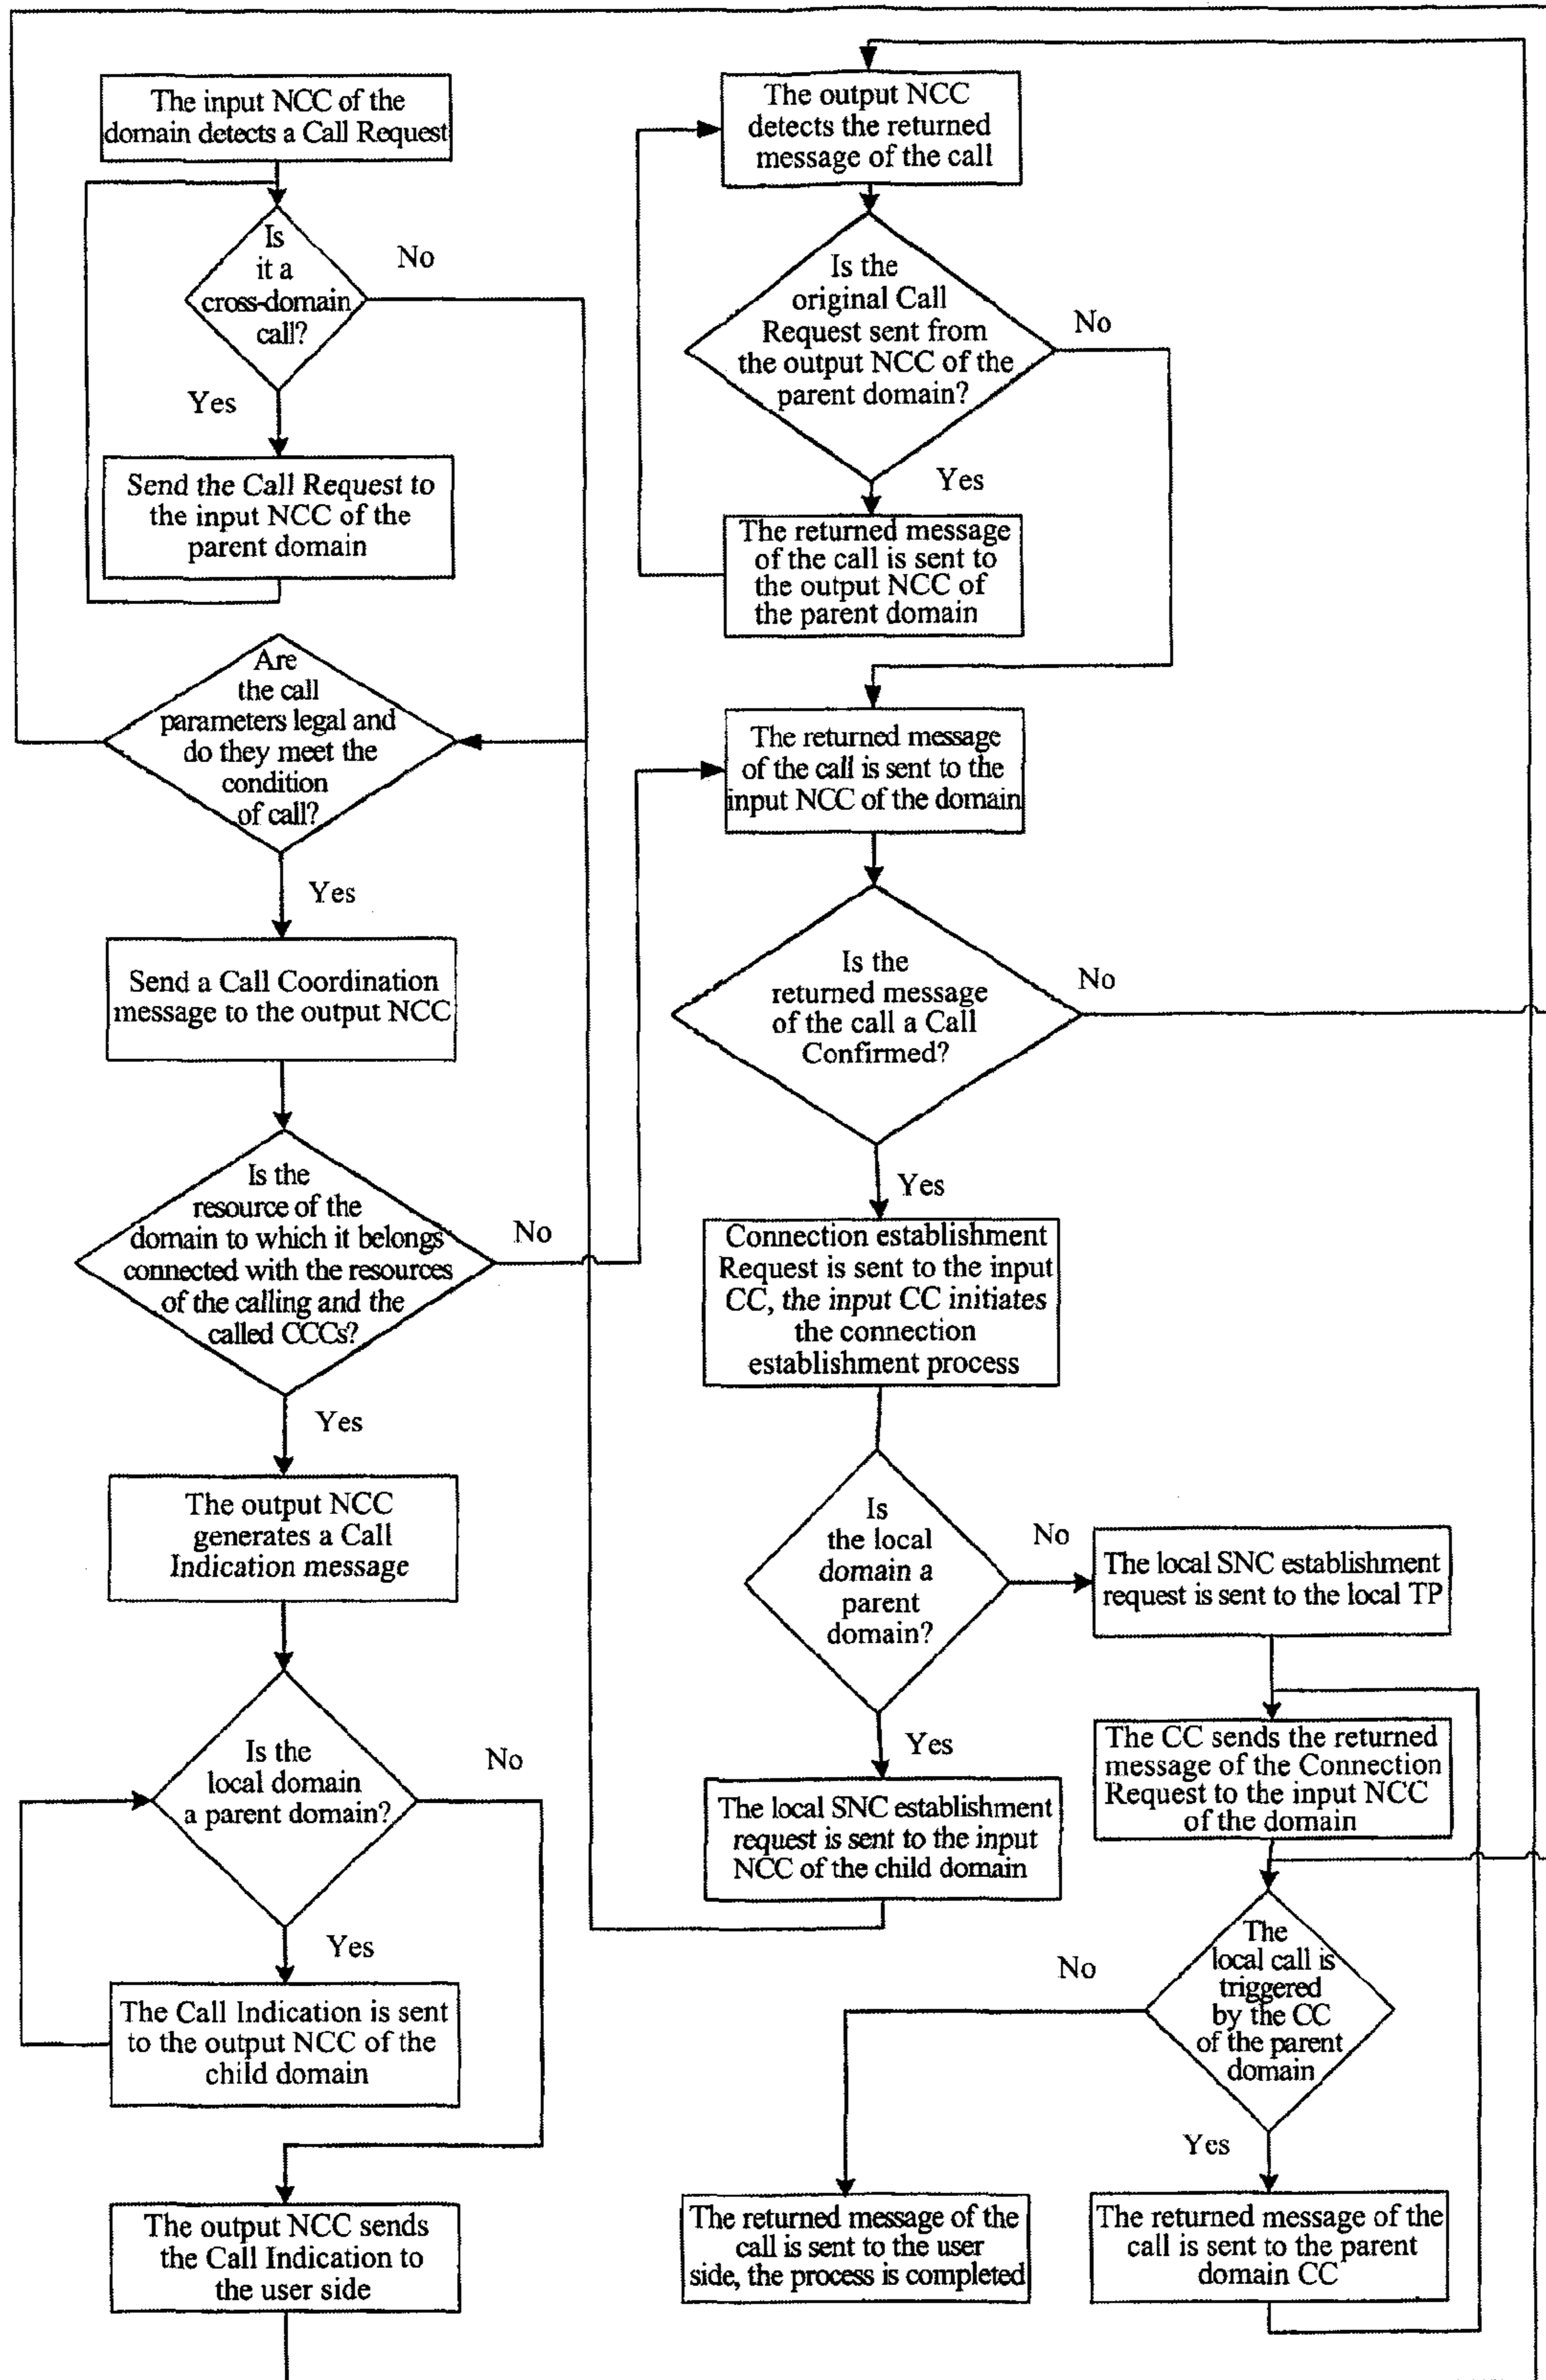 The input NCC of the
domain detects a Call Request
Is
it a
cross-domain
call?
No
Yes
Send the Call Request to
the input NCC of the
parent domain
Are
the call
parameters legal and
do they meet the
condition
of call?
Yes
Send a Call Coordination
message to the output NCC
Is the
resource of the
domain to which it belongs
connected with the resources
of the calling and the
called CCCs?
No
Yes
The output NCC
generates a Call
Indication message
Is the
local domain
a parent domain?
No
Yes
The Call Indication is sent
to the output NCC of the
child domain
The output NCC sends
the Call Indication to
the user side
The output NCC
detects the returned
message of the call
Is the
original Call
Request sent from
the output NCC of the
parent domain?
No
Yes
The returned message
of the call is sent to
the output NCC of
the parent domain
The returned message
of the call is sent to the
input NCC of the domain
Is the
returned message
of the call a Call
Confirmed?
No
Yes
Connection establishment
Request is sent to the input
CC, the input CC initiates
the connection
establishment process
Is
the local
domain a
parent
domain?
No
Yes
The local SNC establishment
request is sent to the input
NCC of the child domain
The local SNC establishment
request is sent to the local TP
The CC sends the returned
message of the Connection
Request to the input NCC
of the domain
The
local call is
triggered
by the CC
of the parent
domain
No
Yes
The returned message of the
call is sent to the user
side, the process is completed
The returned message of the
call is sent to the parent
domain CC